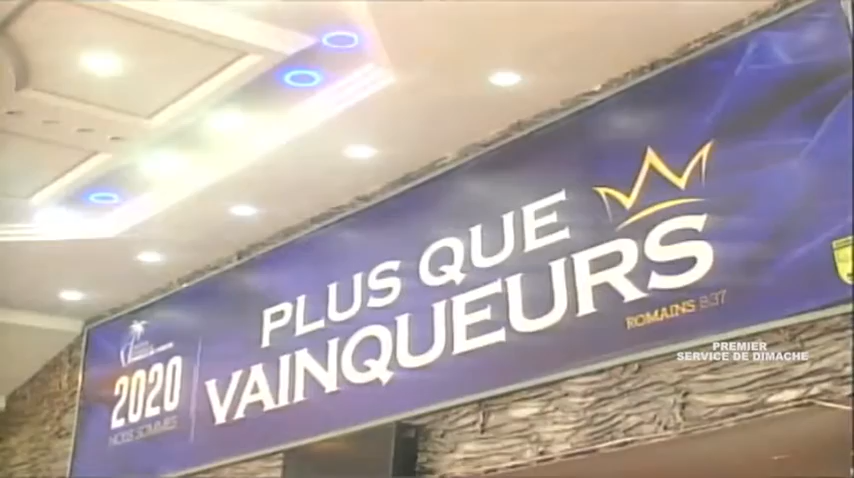 2020
NOUS SOMMES
PLUS QUE
VAINQUEURS
ROMAINS 8:37
PREMIER
SERVICE DE DIMACHE